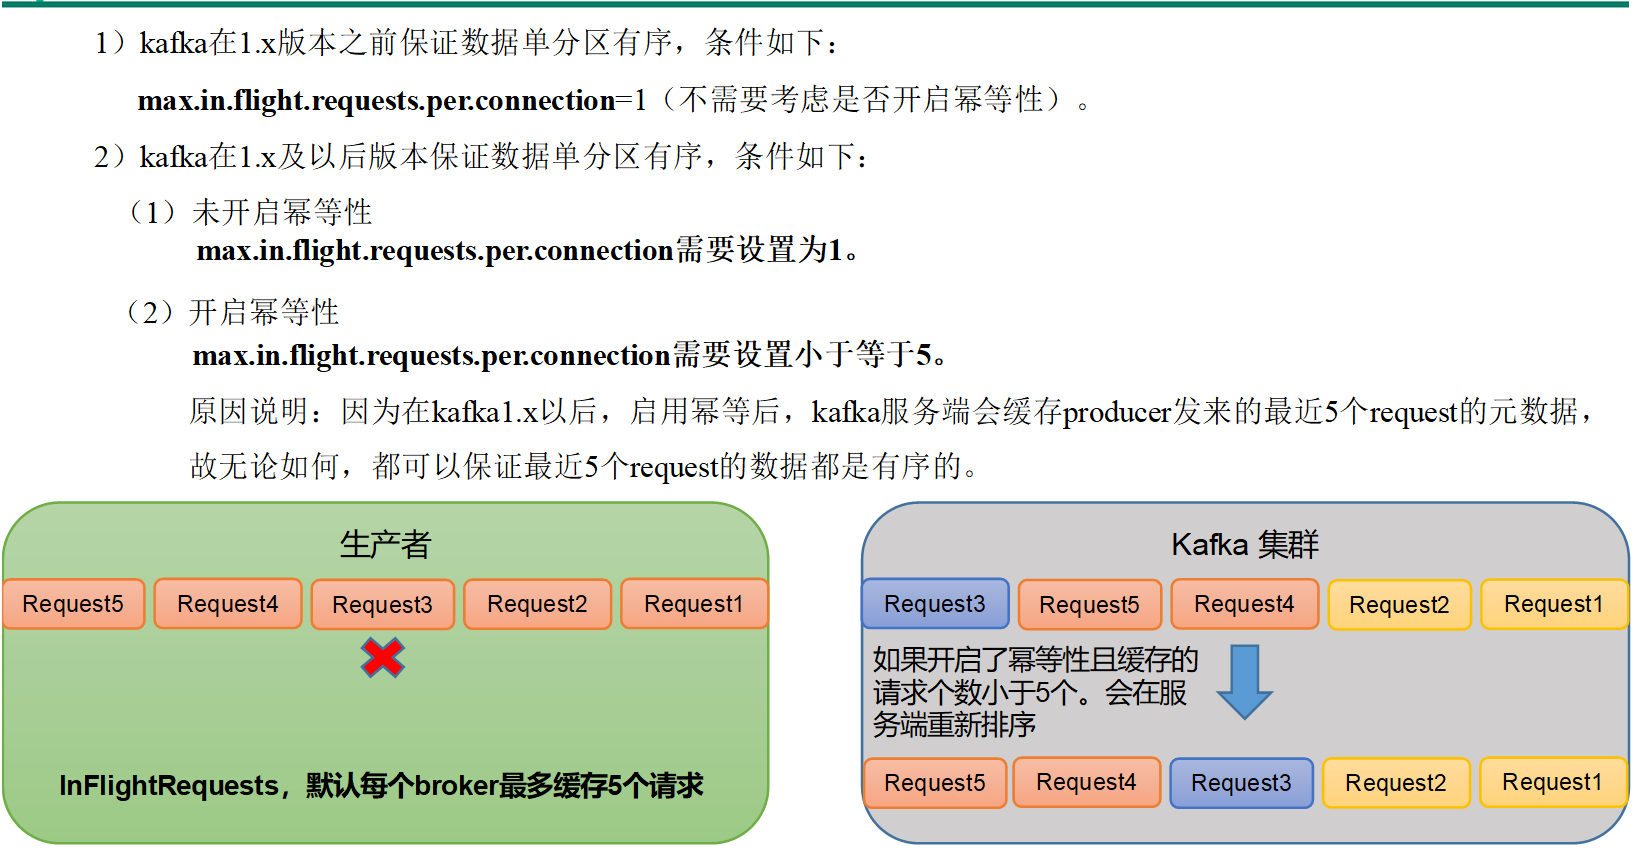 1）kafka在1.x版本之前保证数据单分区有序，条件如下：
max.in.flight.requests.per.connection=1（不需要考虑是否开启幂等性）。
2）kafka在1.x及以后版本保证数据单分区有序，条件如下：
（1）未开启幂等性
max.in.flight.requests.per.connection需要设置为1。
（2）开启幂等性
max.in.flight.requests.per.connection需要设置小于等于5。
原因说明：因为在kafka1.x以后，启用幂等后，kafka服务端会缓存producer发来的最近5个request的元数据，
故无论如何，都可以保证最近5个request的数据都是有序的。
生产者
Request5 Request4 Request3 Request2 Request1
InFlightRequests，默认每个broker最多缓存5个请求
Kafka 集群
Request3 Request5 Request4 Request2 Request1
如果开启了幂等性且缓存的
请求个数小于5个。会在服
务端重新排序
Request5 Request4 Request3 Request2 Request1